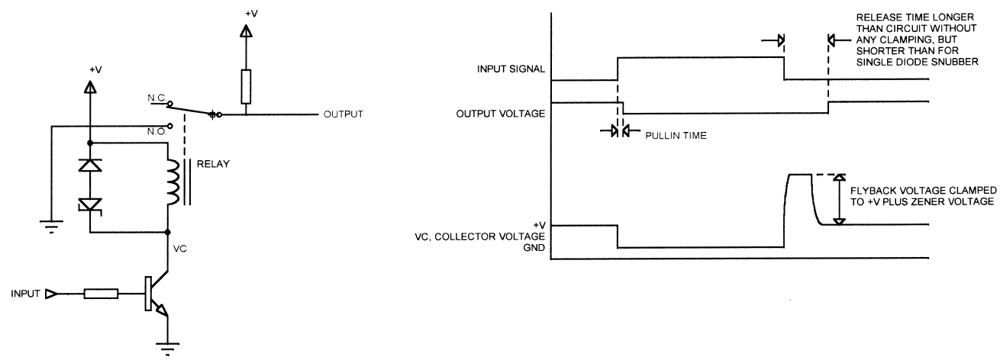 +V
+V
N.C.
OUTPUT
N.O.
RELAY
VC
INPUT
RELEASE TIME LONGER
THAN CIRCUIT WITHOUT
ANY CLAMPING, BUT
SHORTER THAN FOR
SINGLE DIODE SNUBBER
INPUT SIGNAL
OUTPUT VOLTAGE
PULLIN TIME
FLYBACK VOLTAGE CLAMPED
TO +V PLUS ZENER VOLTAGE
+V
VC, COLLECTOR VOLTAGE
GND